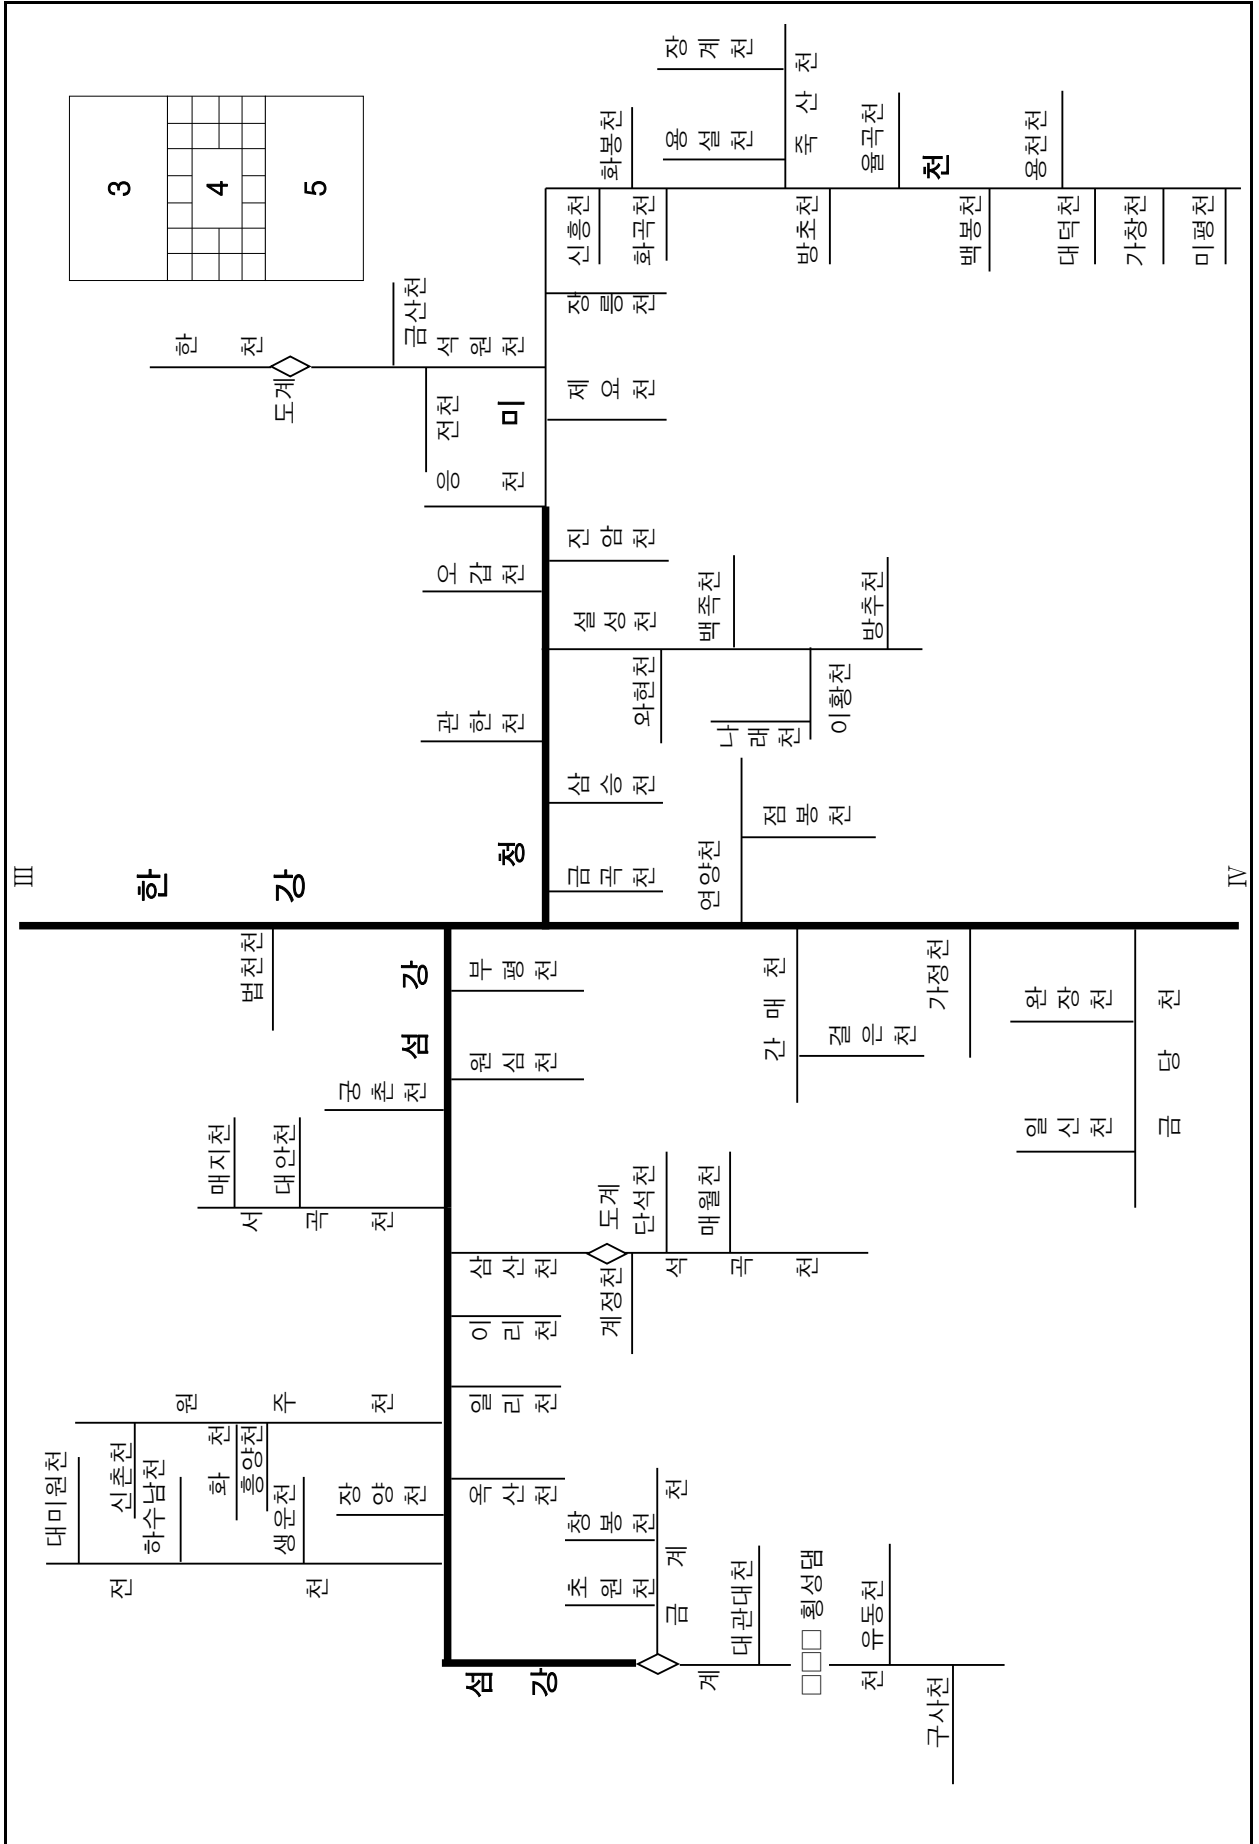 3
4
5
Ⅲ
Ⅳ
한 강
청 미 천
섬 강
섬 강
한 천
도계
금산천
석 원 천
전천
응 천
오 갑 천
관 한 천
장 계 천
용 설 천
죽 산 천
화봉천
율곡천
용천천
신흥천
화곡천
방초천
백봉천
대덕천
가창천
미평천
장 릉 천
제 요 천
진 암 천
설 성 천
백족천
방추천
와현천
나 래 천
이황천
삼 승 천
금 곡 천
연양천
점 봉 천
법천천
부 평 천
원 심 천
궁 촌 천
매지천
대안천
서 곡 천
간 매 천
결 은 천
가정천
완 장 천
일 신 천
금 당 천
삼 산 천
도계
단석천
매월천
계정천
석 곡 천
이 리 천
일 리 천
옥 산 천
원 주 천
신촌천
화 천
흥양천
대미원천
하수남천
생운천
장 양 천
전 천
창 봉 천
초 원 천
금 계 천
대관대천
횡성댐
유동천
계 천
구사천